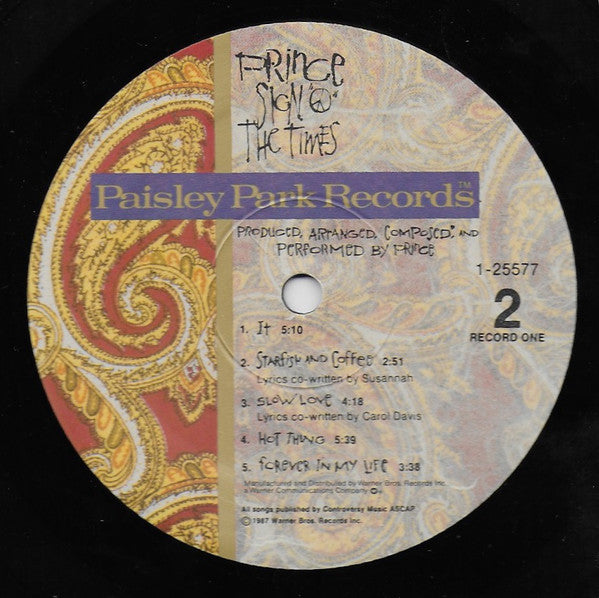 Prince
Sign "☮"
The Times
Paisley Park Records™
Produced, Arranged, Composed, and
Performed by Prince
1-25577
2
RECORD ONE
1. It 5:10
2. Starfish and Coffee 2:51
Lyrics co-written by Susannah
3. Slow Love 4:18
Lyrics co-written by Carol Davis
4. Hot Thing 5:39
5. Forever In My Life 3:38
Manufactured and Distributed by Warner Bros. Records Inc.
a Warner Communications Company
All songs published by Controversy Music ASCAP
©1987 Warner Bros. Records Inc.